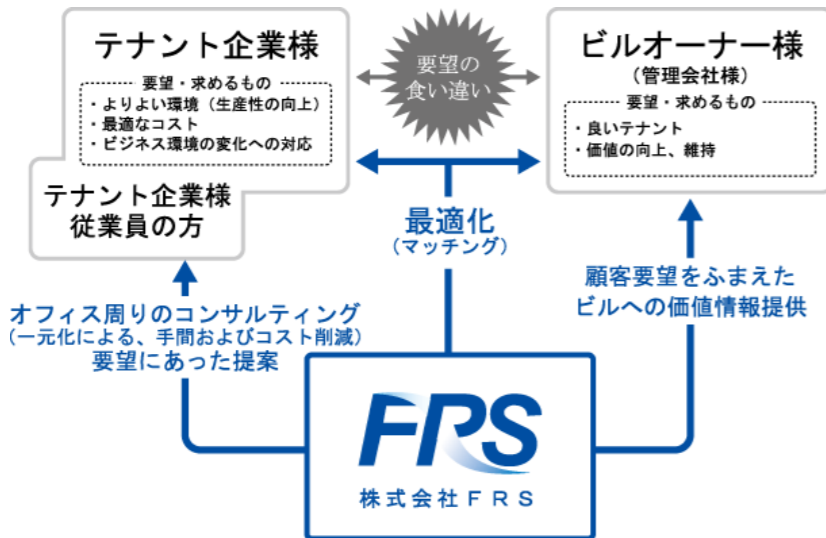 テナント企業様
要望・求めるもの
・よりよい環境（生産性の向上）
・最適なコスト
・ビジネス環境の変化への対応
テナント企業様
従業員の方
要望の
食い違い
ビルオーナー様
（管理会社様）
要望・求めるもの
・良いテナント
・価値の向上、維持
最適化
（マッチング）
オフィス周りのコンサルティング
（一元化による、手間およびコスト削減）
要望にあった提案
顧客要望をふまえた
ビルへの価値情報提供
FRS
株式会社ＦＲＳ